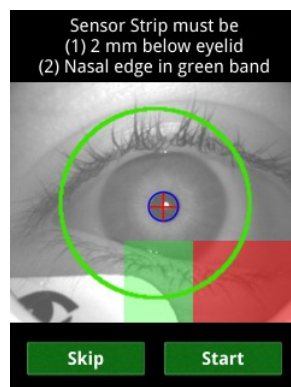 Sensor Strip must be
(1) 2 mm below eyelid
(2) Nasal edge in green band
Skip
Start